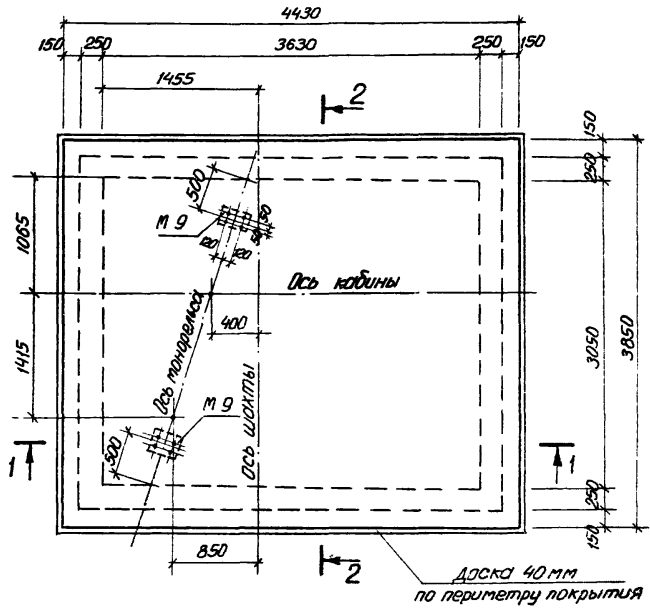 4430
150 250 3630 250 150
1455
2
150
250
500
М 9
50
50
120
120
1065
Ось кабины
400
Ось монорельса
3050
3850
1415
М 9
Ось шахты
500
1
1
250
150
850
2
Доска 40 мм
по периметру покрытия